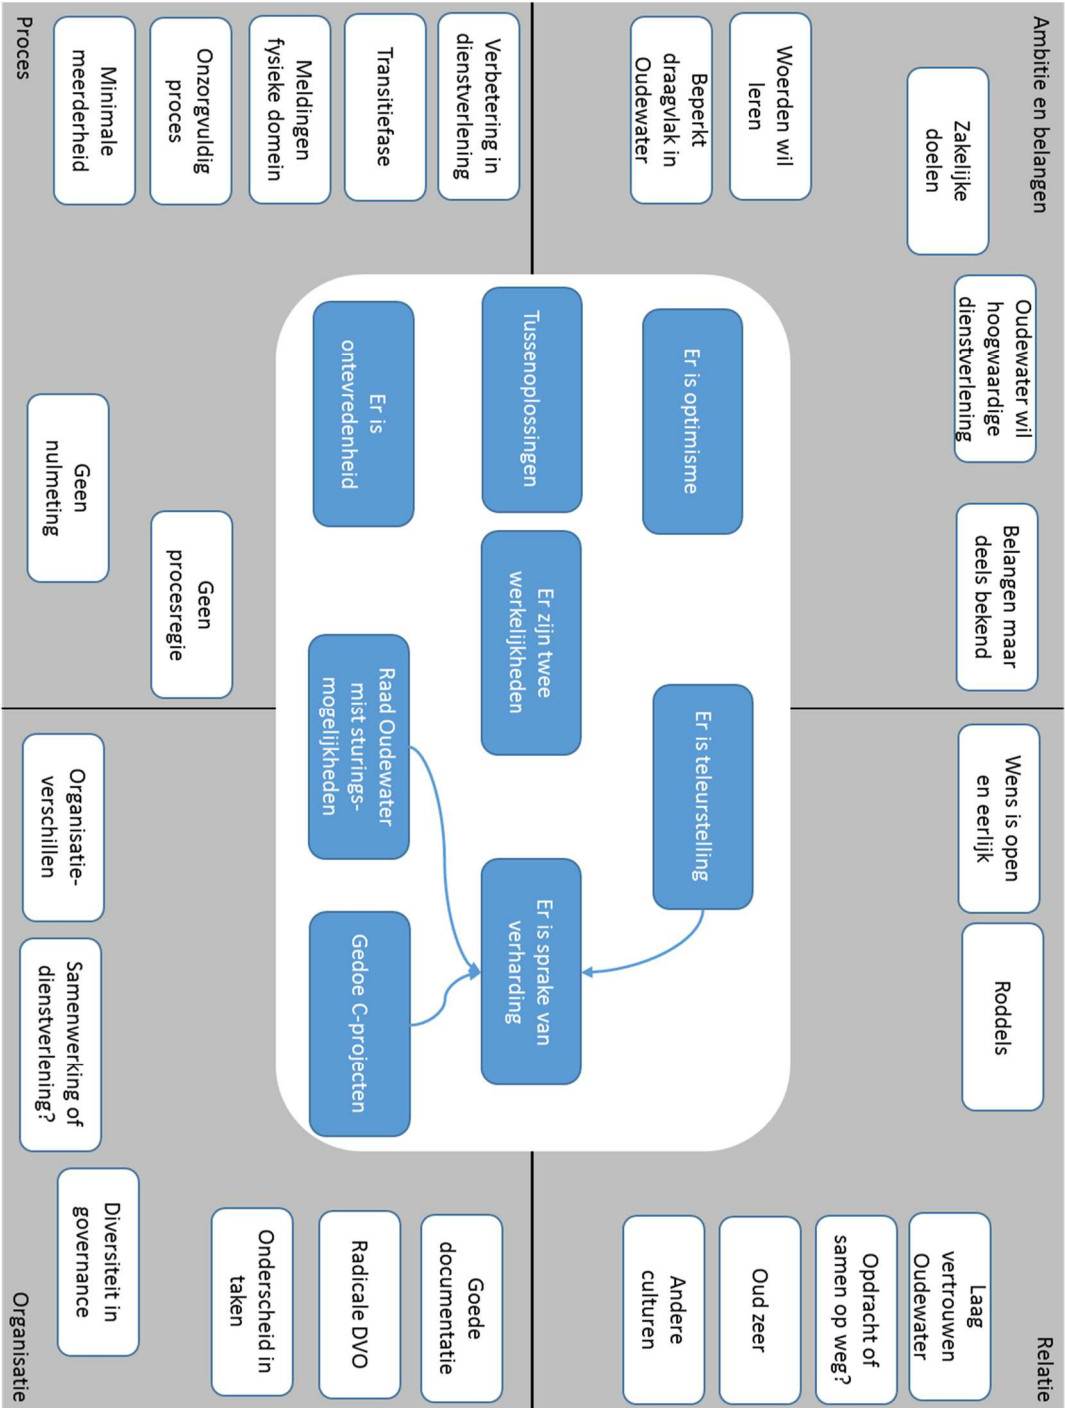 Ambitie en belangen
Zakelijke
doelen
Oudewater wil
hoogwaardige
dienstverlening
Belangen maar
deels bekend
Woerden wil
leren
Beperkt
draagvlak in
Oudewater
Relatie
Wens is open
en eerlijk
Roddels
Laag
vertrouwen
Oudewater
Opdracht of
samen op weg?
Oud zeer
Andere
culturen
Er is optimisme
Er is teleurstelling
Tussenoplossingen
Er zijn twee
werkelijkheden
Er is sprake van
verharding
Er is
ontevredenheid
Raad Oudewater
mist sturings-
mogelijkheden
Gedoe C-projecten
Verbetering in
dienstverlening
Transitiefase
Meldingen
fysieke domein
Onzorgvuldig
proces
Minimale
meerderheid
Geen
nulmeting
Geen
procesregie
Proces
Goede
documentatie
Radicale DVO
Onderscheid in
taken
Diversiteit in
governance
Organisatie-
verschillen
Samenwerking of
dienstverlening?
Organisatie